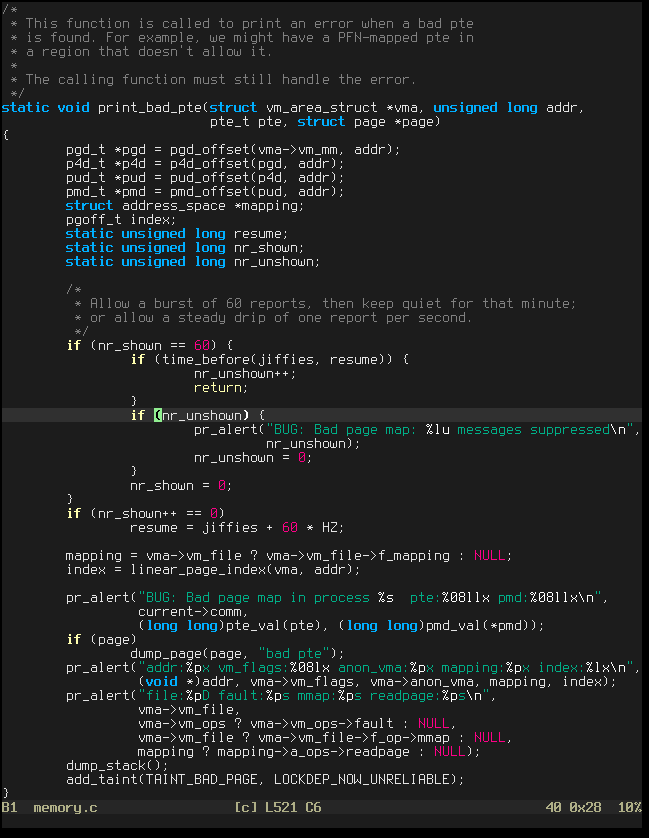 /*
 * This function is called to print an error when a bad pte
 * is found. For example, we might have a PFN-mapped pte in
 * a region that doesn't allow it.
 *
 * The calling function must still handle the error.
 */
static void print_bad_pte(struct vm_area_struct *vma, unsigned long addr,
                          pte_t pte, struct page *page)
{
        pgd_t *pgd = pgd_offset(vma->vm_mm, addr);
        p4d_t *p4d = p4d_offset(pgd, addr);
        pud_t *pud = pud_offset(p4d, addr);
        pmd_t *pmd = pmd_offset(pud, addr);
        struct address_space *mapping;
        pgoff_t index;
        static unsigned long resume;
        static unsigned long nr_shown;
        static unsigned long nr_unshown;

        /*
         * Allow a burst of 60 reports, then keep quiet for that minute;
         * or allow a steady drip of one report per second.
         */
        if (nr_shown == 60) {
                if (time_before(jiffies, resume)) {
                        nr_unshown++;
                        return;
                }
                if (nr_unshown) {
                        pr_alert("BUG: Bad page map: %lu messages suppressed\n",
                                 nr_unshown);
                        nr_unshown = 0;
                }
                nr_shown = 0;
        }
        if (nr_shown++ == 0)
                resume = jiffies + 60 * HZ;

        mapping = vma->vm_file ? vma->vm_file->f_mapping : NULL;
        index = linear_page_index(vma, addr);

        pr_alert("BUG: Bad page map in process %s  pte:%08llx pmd:%08llx\n",
                 current->comm,
                 (long long)pte_val(pte), (long long)pmd_val(*pmd));
        if (page)
                dump_page(page, "bad pte");
        pr_alert("addr:%px vm_flags:%08lx anon_vma:%px mapping:%px index:%lx\n",
                 (void *)addr, vma->vm_flags, vma->anon_vma, mapping, index);
        pr_alert("file:%pD fault:%ps mmap:%ps readpage:%ps\n",
                 vma->vm_file,
                 vma->vm_ops ? vma->vm_ops->fault : NULL,
                 vma->vm_file ? vma->vm_file->f_op->mmap : NULL,
                 mapping ? mapping->a_ops->readpage : NULL);
        dump_stack();
        add_taint(TAINT_BAD_PAGE, LOCKDEP_NOW_UNRELIABLE);
}
B1  memory.c                 [c] L521 C6                            40 0x28  10%